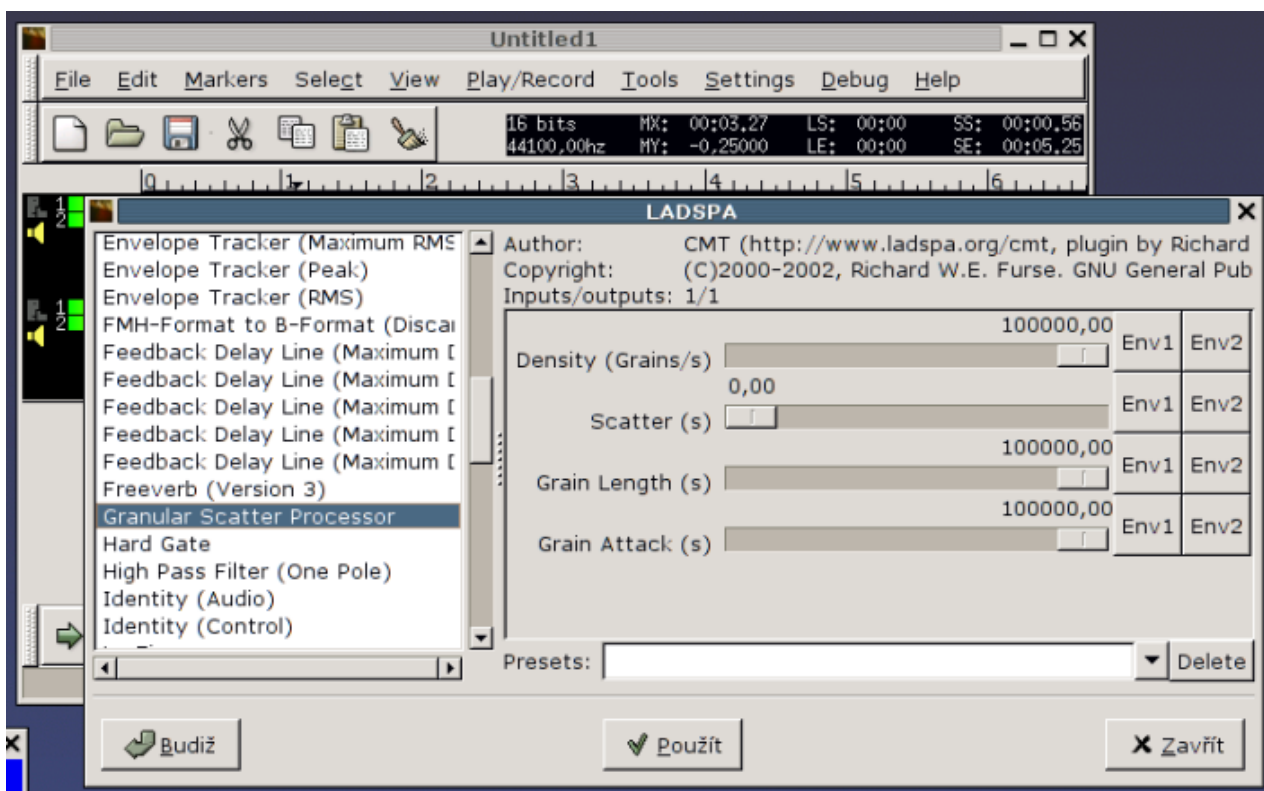 Untitled1
File Edit Markers Select View Play/Record Tools Settings Debug Help
16 bits MX: 00:03.27 LS: 00:00 SS: 00:00.56
44100,00hz MY: -0,25000 LE: 00:00 SE: 00:05.25
0 1 2 3 4 5 6
1
2
1
2
LADSPA
Envelope Tracker (Maximum RMS
Envelope Tracker (Peak)
Envelope Tracker (RMS)
FMH-Format to B-Format (Discar
Feedback Delay Line (Maximum D
Feedback Delay Line (Maximum D
Feedback Delay Line (Maximum D
Feedback Delay Line (Maximum D
Feedback Delay Line (Maximum D
Freeverb (Version 3)
Granular Scatter Processor
Hard Gate
High Pass Filter (One Pole)
Identity (Audio)
Identity (Control)
Author: CMT (http://www.ladspa.org/cmt, plugin by Richard
Copyright: (C)2000-2002, Richard W.E. Furse. GNU General Pub
Inputs/outputs: 1/1
100000,00
Density (Grains/s) Env1 Env2
0,00
Scatter (s) Env1 Env2
100000,00
Grain Length (s) Env1 Env2
100000,00
Grain Attack (s) Env1 Env2
Presets: Delete
Budiž Použít Zavřít